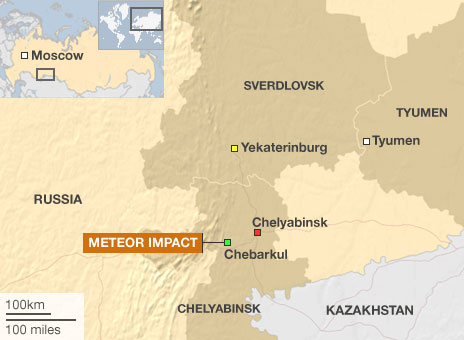 Moscow
SVERDLOVSK
TYUMEN
Yekaterinburg
Tyumen
RUSSIA
Chelyabinsk
METEOR IMPACT
Chebarkul
100km
100 miles
CHELYABINSK
KAZAKHSTAN